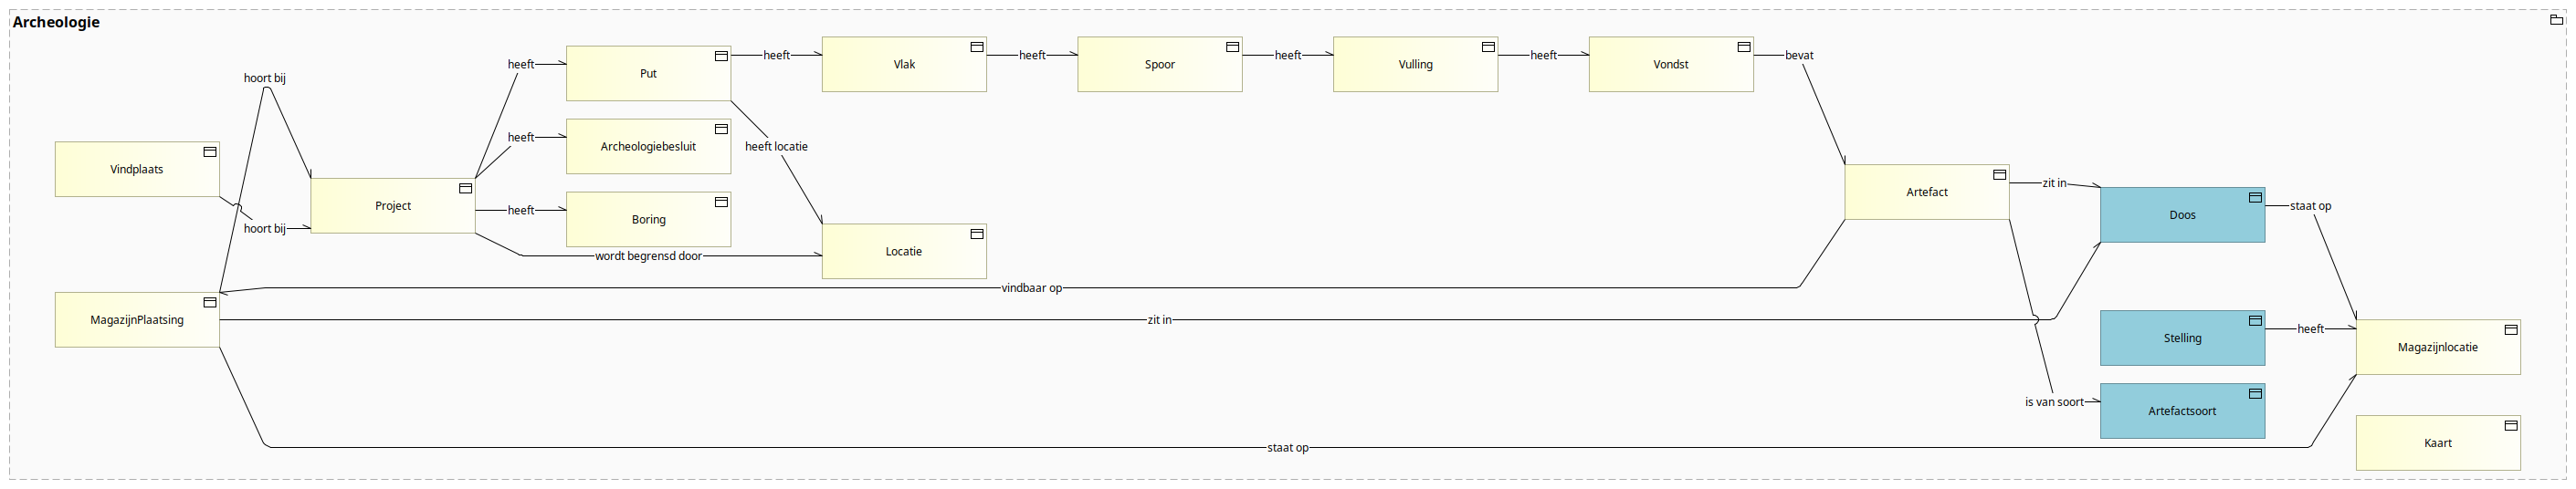 Archeologie
heeft
Put
heeft
Vlak
heeft
Spoor
heeft
Vulling
heeft
Vondst
bevat
hoort bij
heeft
Archeologiebesluit
heeft locatie
Vindplaats
Project
heeft
Boring
hoort bij
wordt begrensd door
Locatie
Artefact
zit in
Doos
staat op
vindbaar op
MagazijnPlaatsing
zit in
Stelling
heeft
Magazijnlocatie
is van soort
Artefactsoort
staat op
Kaart